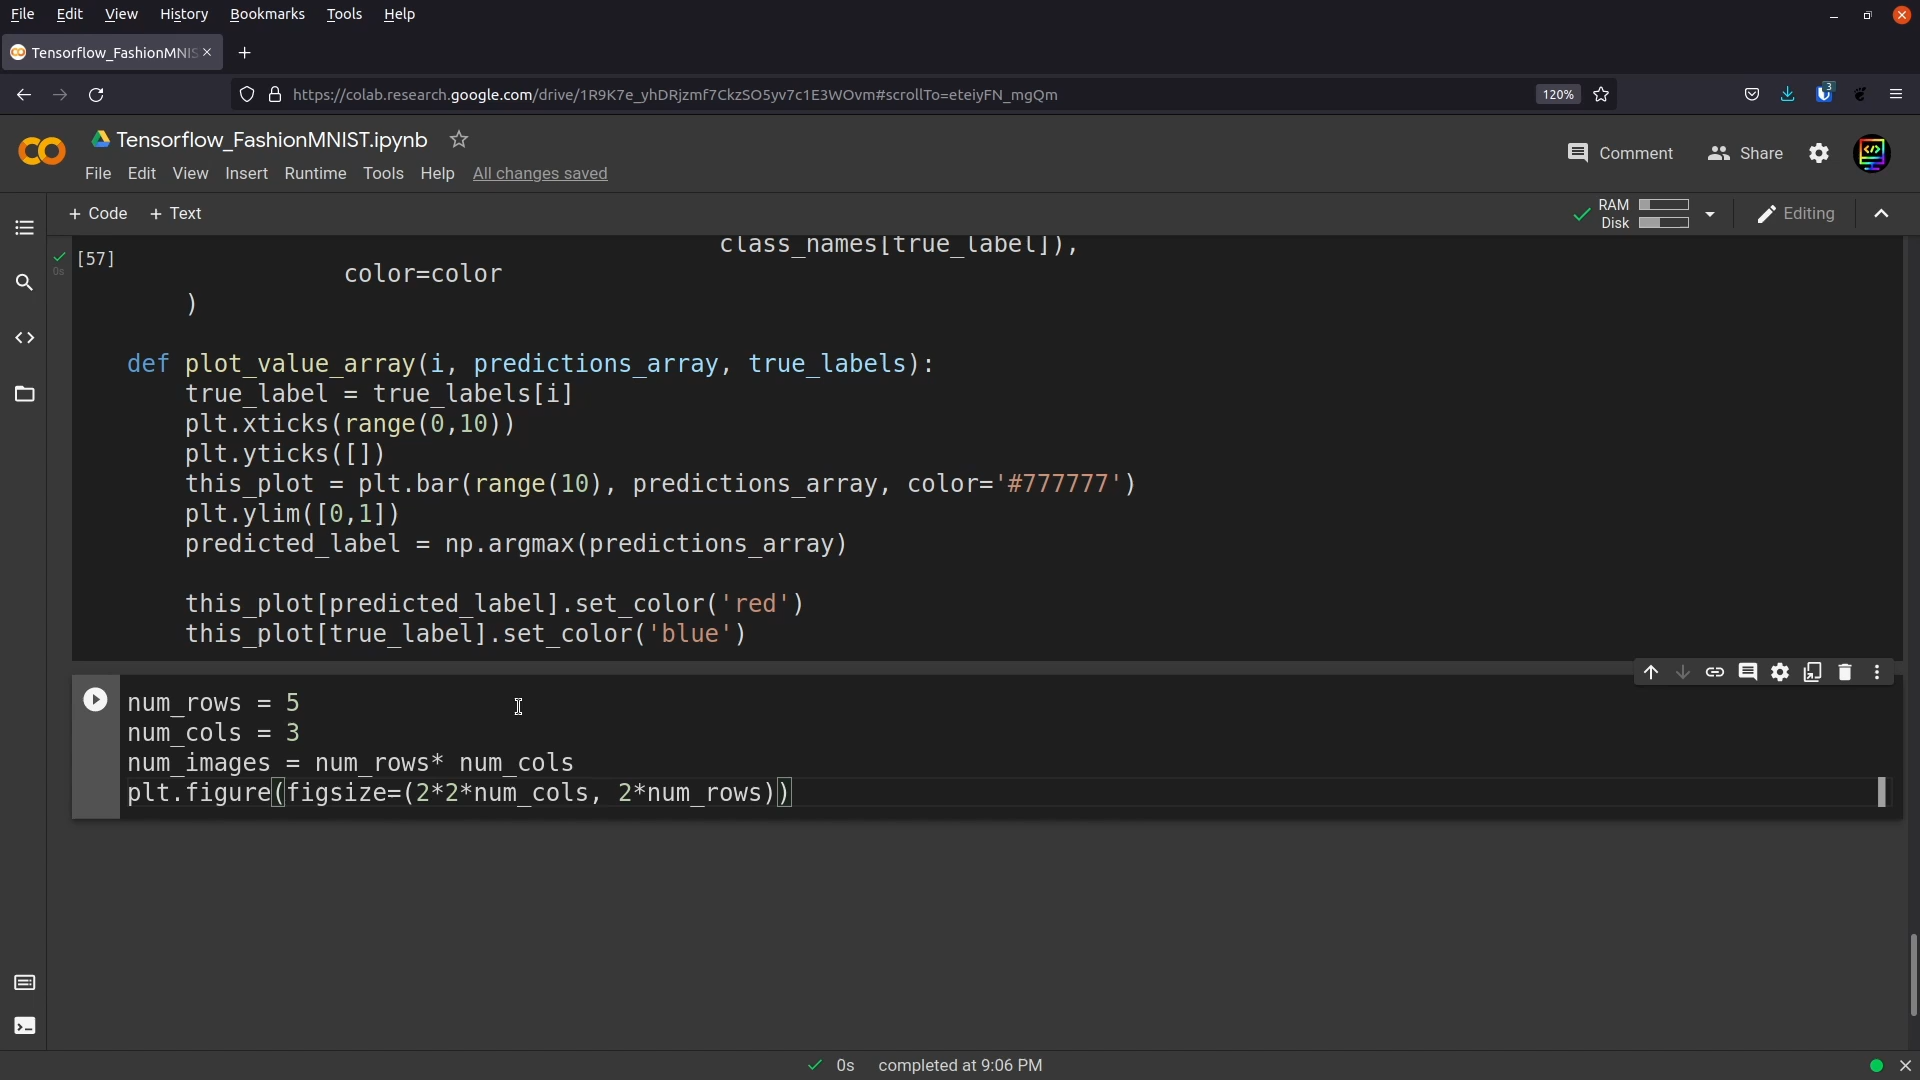 File Edit View History Bookmarks Tools Help
Tensorflow_FashionMNIS
https://colab.research.google.com/drive/1R9K7e_yhDRjzmf7CkzSO5yv7c1E3WOvm#scrollTo=eteiyFN_mgQm 120% 3
Tensorflow_FashionMNIST.ipynb
Comment Share
File Edit View Insert Runtime Tools Help All changes saved
+ Code + Text RAM Disk Editing
class_names[true_label]),
[57]
0s
color=color
)
def plot_value_array(i, predictions_array, true_labels):
true_label = true_labels[i]
plt.xticks(range(0,10))
plt.yticks([])
this_plot = plt.bar(range(10), predictions_array, color='#777777')
plt.ylim([0,1])
predicted_label = np.argmax(predictions_array)
this_plot[predicted_label].set_color('red')
this_plot[true_label].set_color('blue')
num_rows = 5
num_cols = 3
num_images = num_rows* num_cols
plt.figure(figsize=(2*2*num_cols, 2*num_rows))
0s completed at 9:06 PM